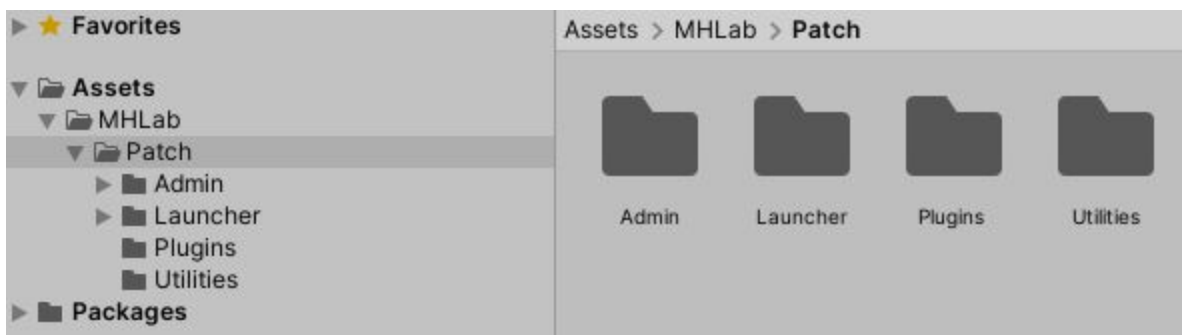 Favorites
Assets
MHLab
Patch
Admin
Launcher
Plugins
Utilities
Packages
Assets > MHLab > Patch
Admin Launcher Plugins Utilities